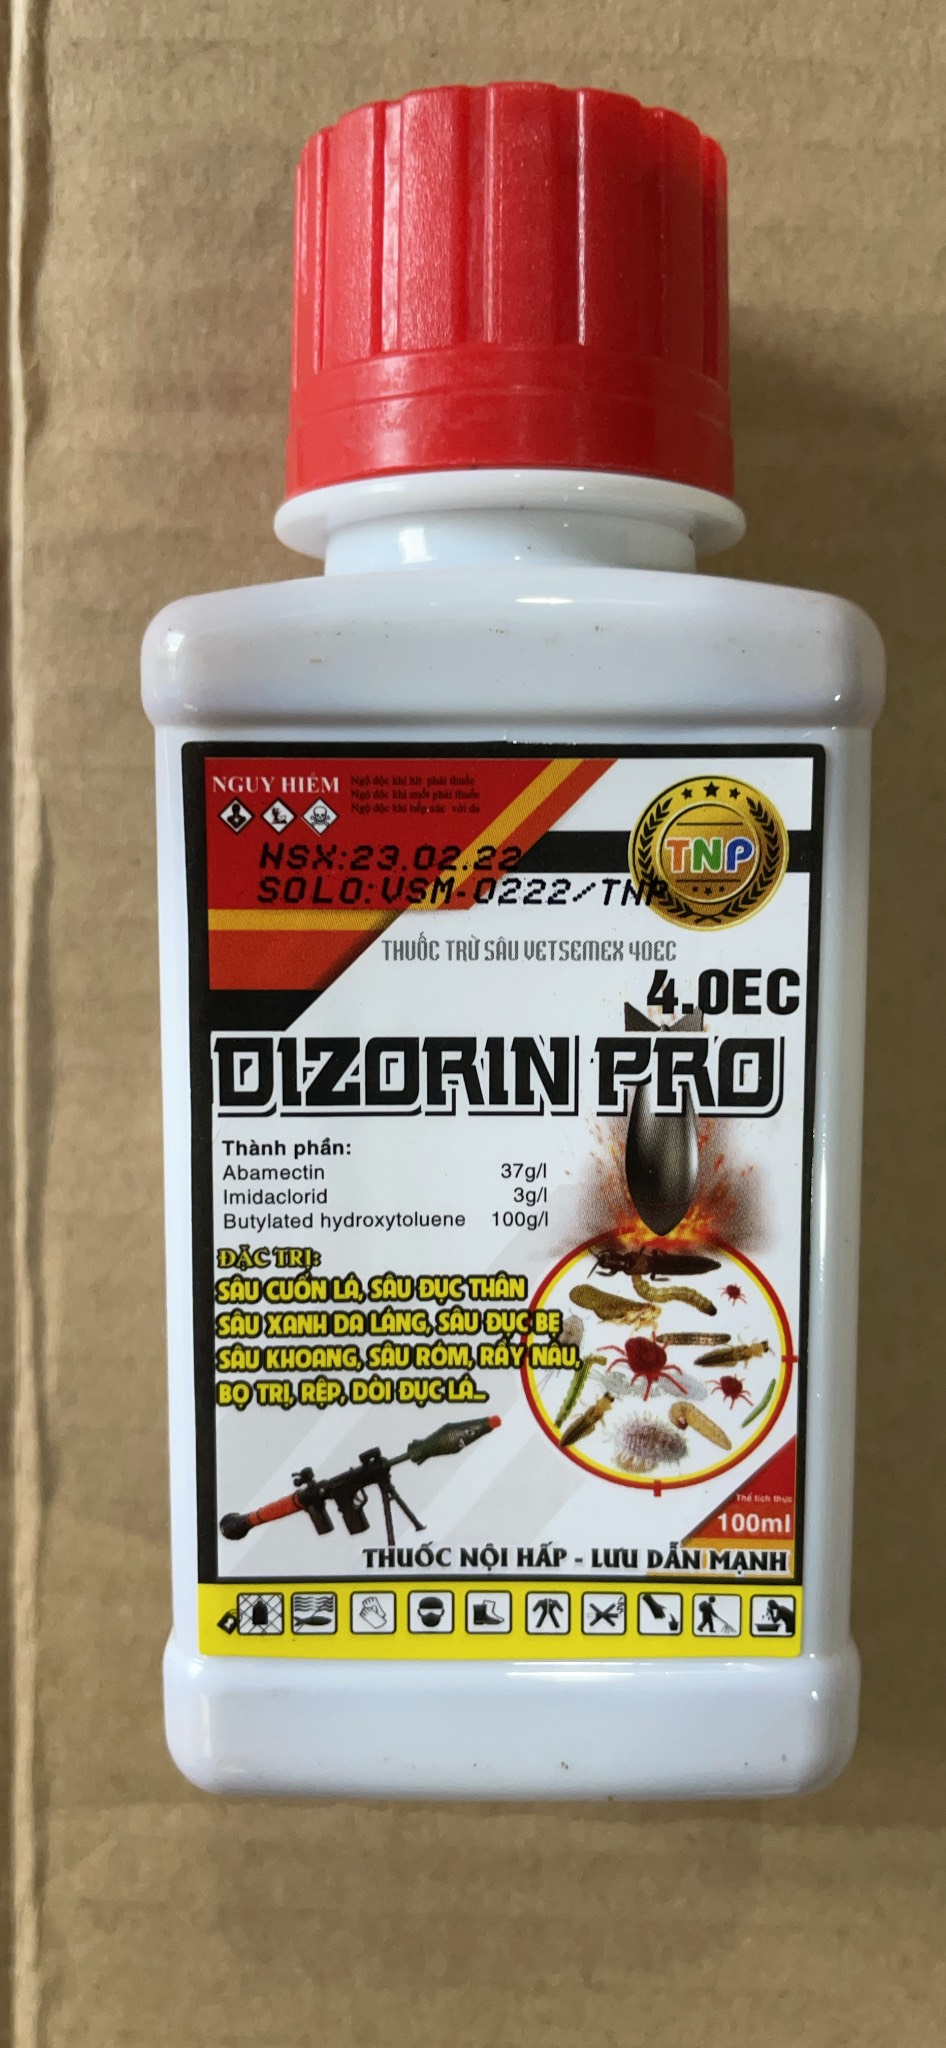 NGUY HIỂM
Ngộ độc khi hít phải thuốc
Ngộ độc khi nuốt phải thuốc
Ngộ độc khi tiếp xúc với da
NSX:23.02.22
SOLO:VSM-0222/TNP
TNP
THUỐC TRỪ SÂU VETSEMEX 40EC
4.0EC
DIZORIN PRO
Thành phần:
Abamectin 37g/l
Imidaclorid 3g/l
Butylated hydroxytoluene 100g/l
ĐẶC TRỊ:
SÂU CUỐN LÁ, SÂU ĐỤC THÂN
SÂU XANH DA LÁNG, SÂU ĐỤC BẸ
SÂU KHOANG, SÂU RÓM, RẦY NÂU,
BỌ TRỊ, RỆP, DÒI ĐỤC LÁ...
Thể tích thực
100ml
THUỐC NỘI HẤP - LƯU DẪN MẠNH